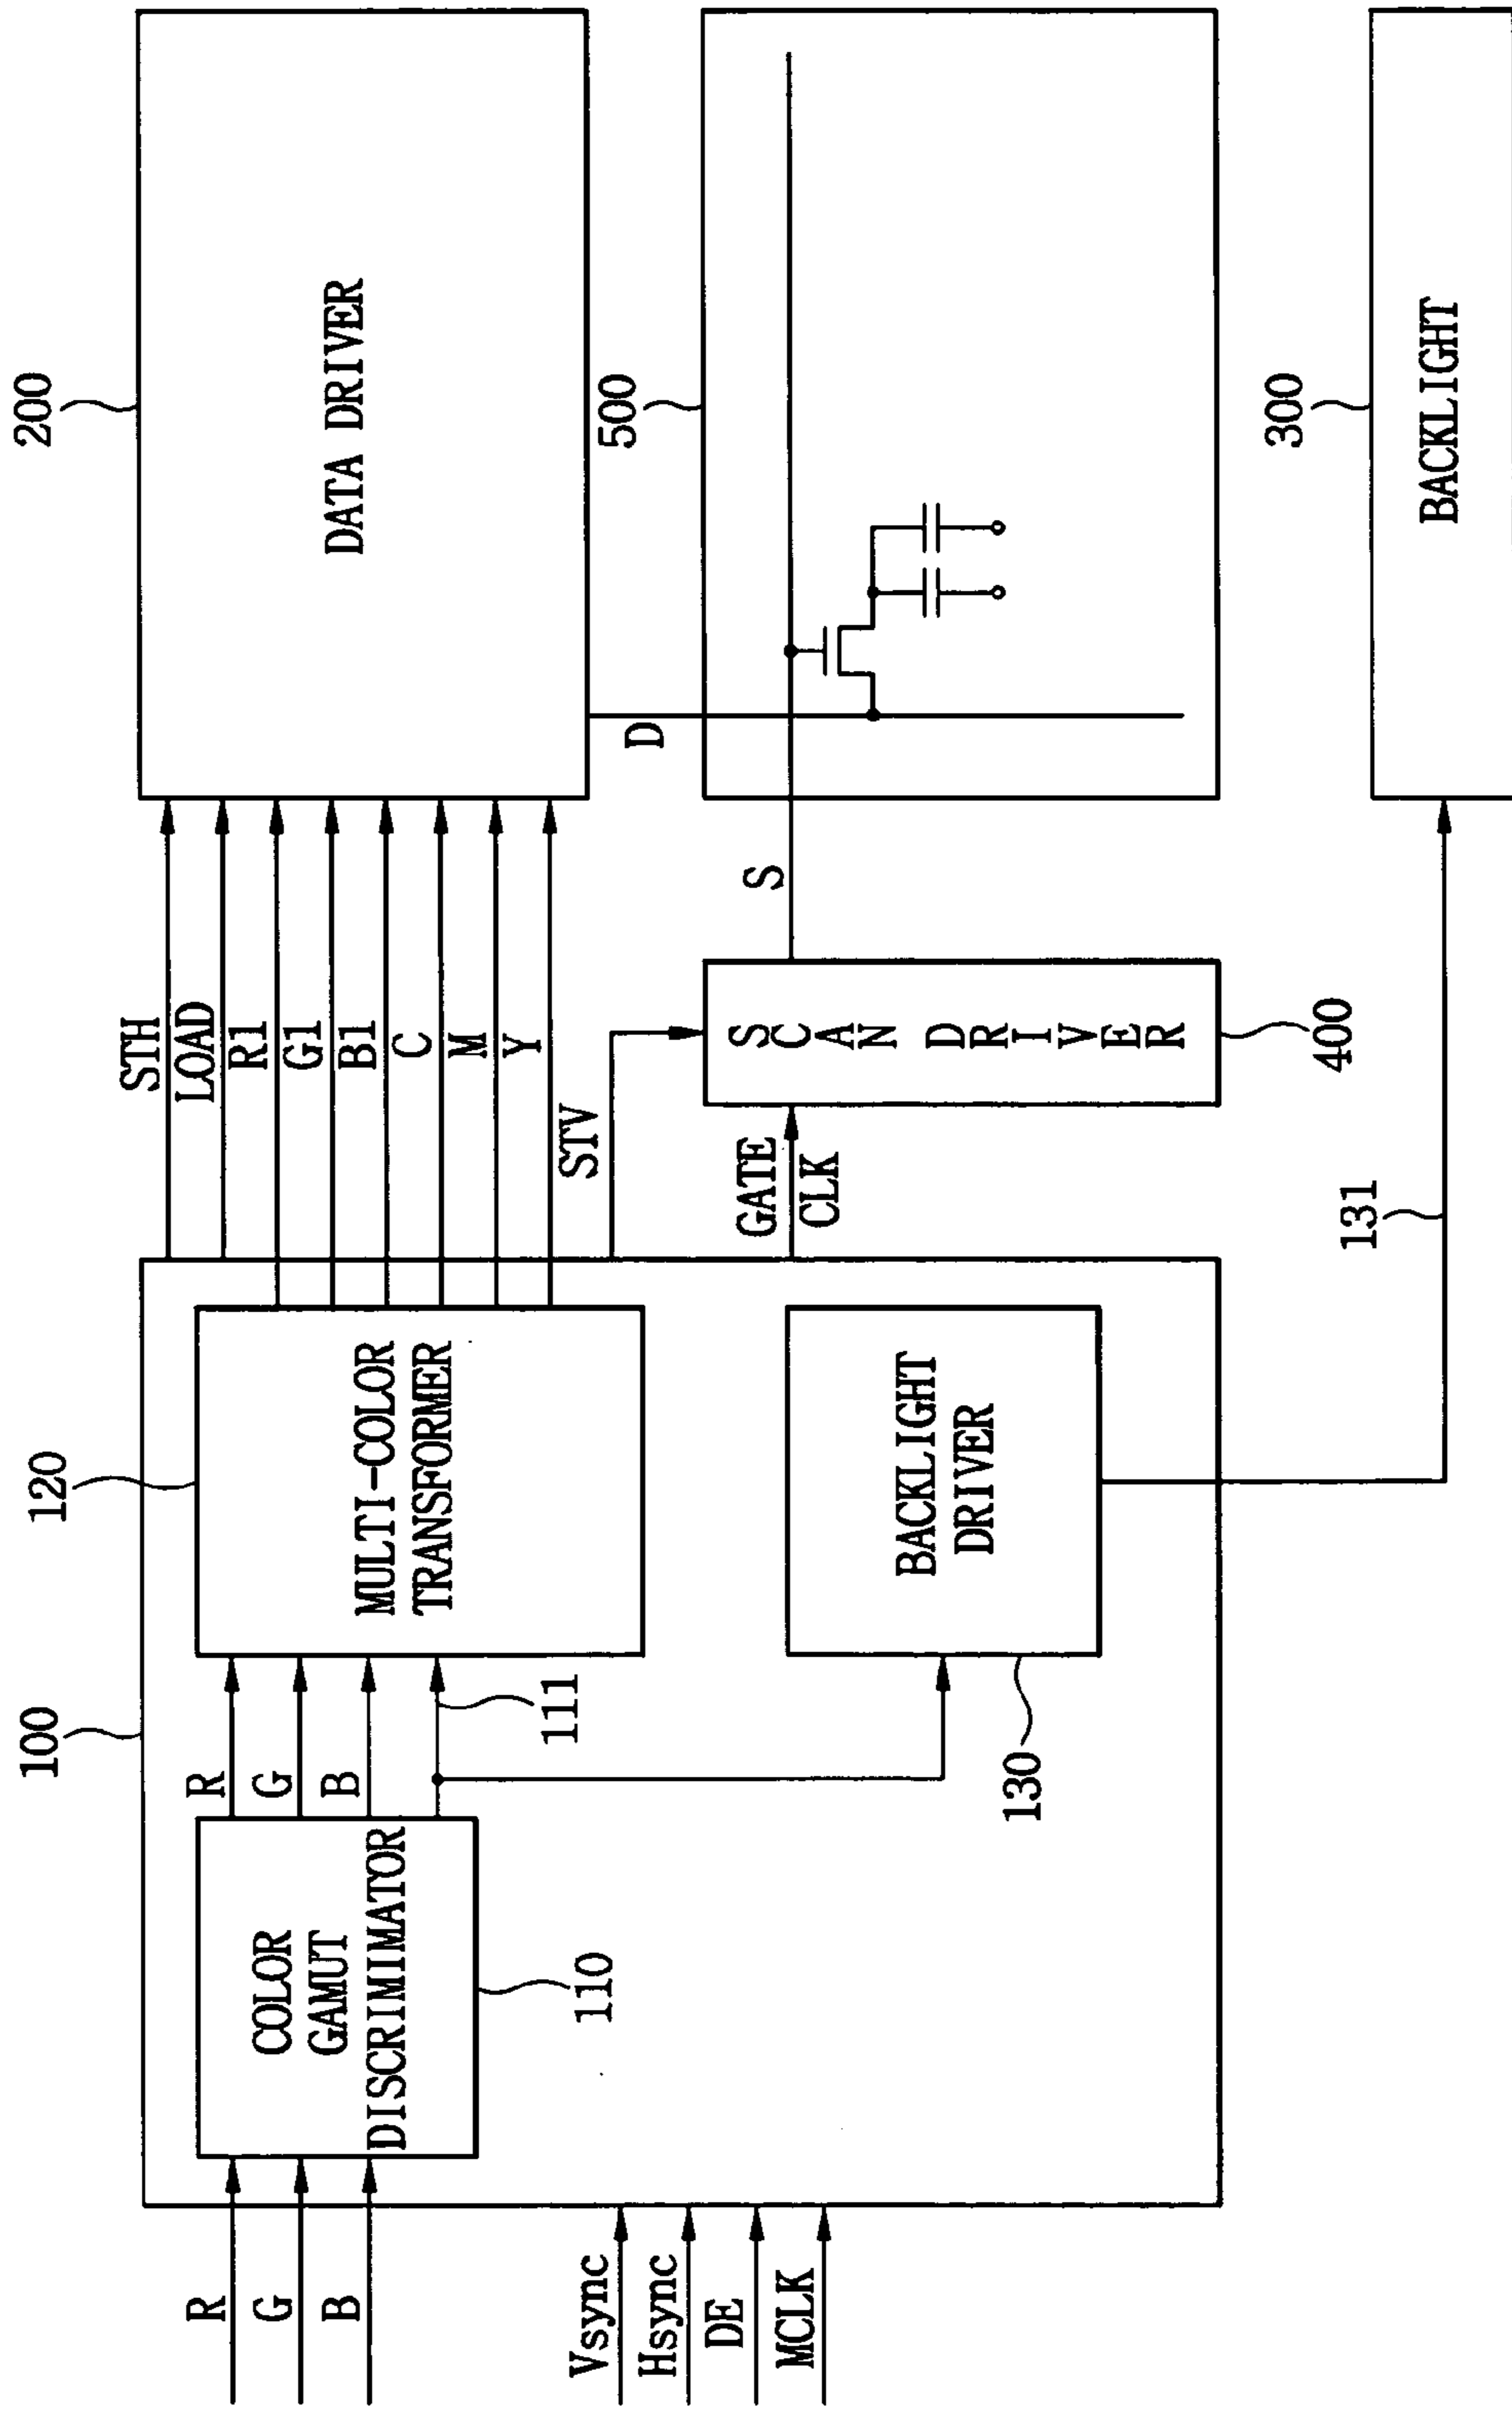 100
120
200
R
G
B
COLOR
GAMUT
DISCRIMIMATOR
110
R
G
B
111
MULTI-COLOR
TRANSFORMER
STH
LOAD
R1
G1
B1
C
M
Y
STV
DATA DRIVER
D
500
Vsync
Hsync
DE
MCLK
130
BACKLIGHT
DRIVER
GATE
CLK
SCAN DRIVER
400
S
131
300
BACKLIGHT